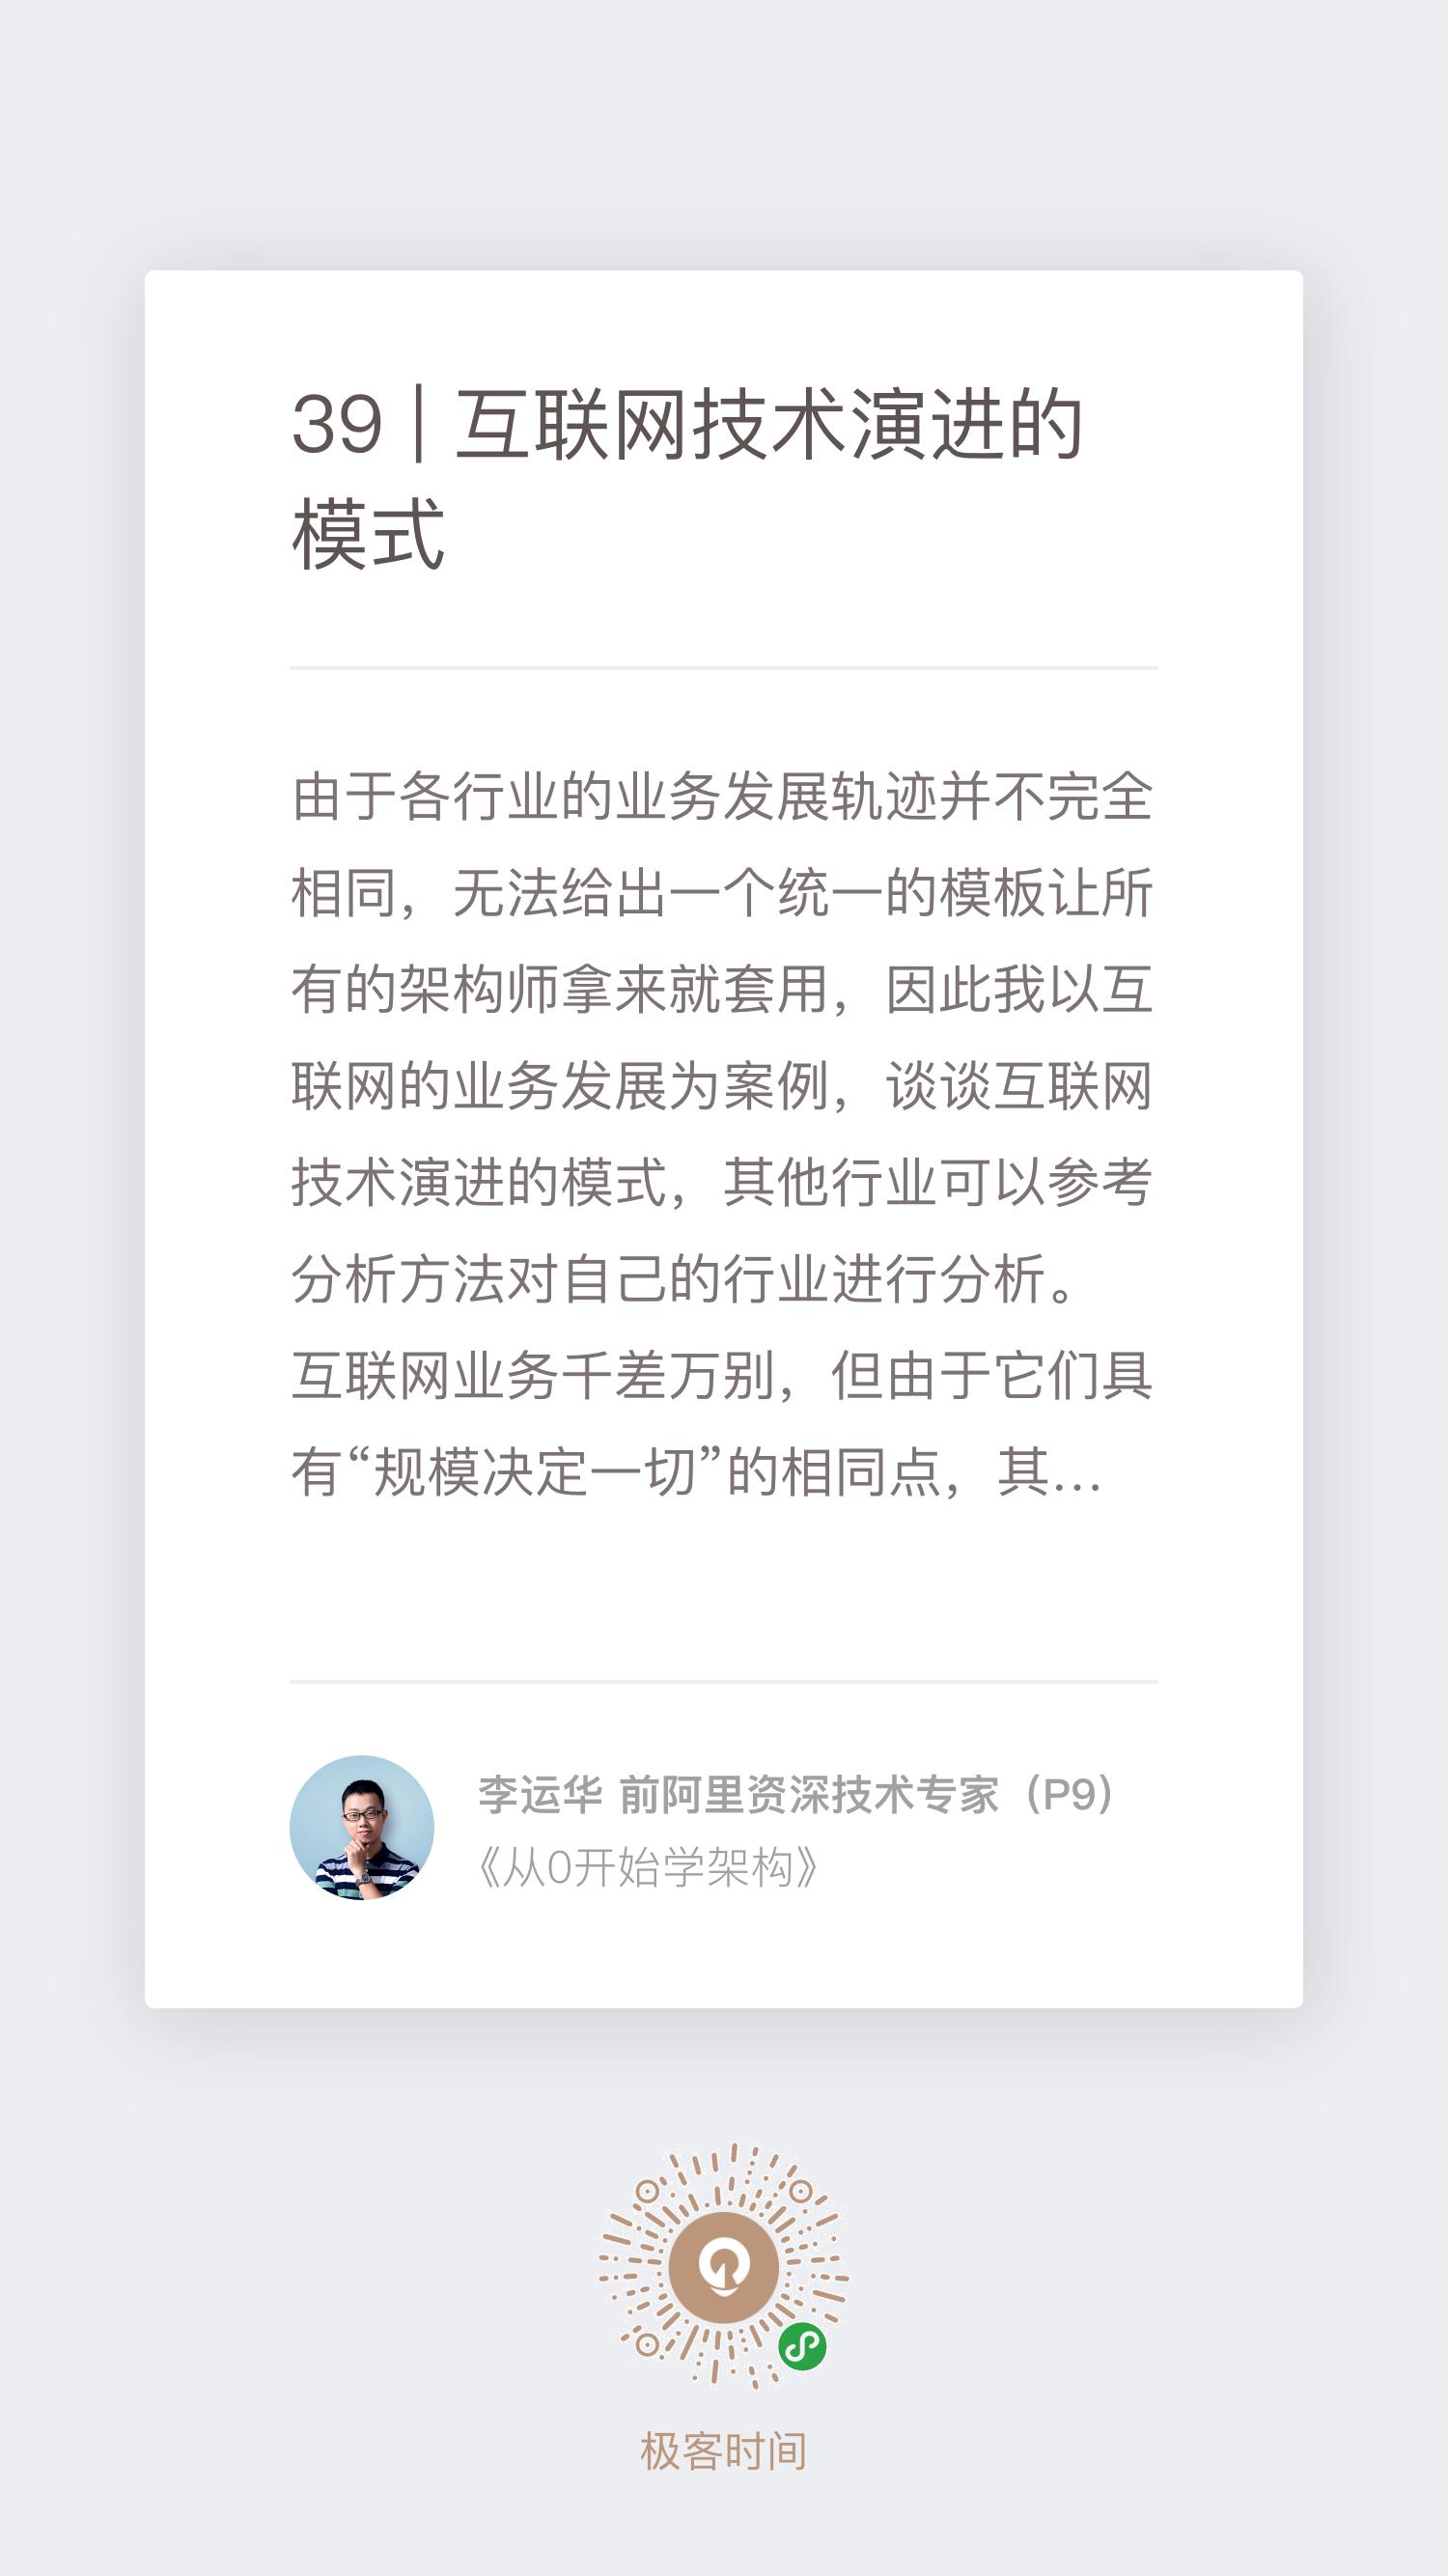 39 | 互联网技术演进的
模式
由于各行业的业务发展轨迹并不完全
相同，无法给出一个统一的模板让所
有的架构师拿来就套用，因此我以互
联网的业务发展为案例，谈谈互联网
技术演进的模式，其他行业可以参考
分析方法对自己的行业进行分析。
互联网业务千差万别，但由于它们具
有“规模决定一切”的相同点，其...
李运华 前阿里资深技术专家（P9）
《从0开始学架构》
极客时间